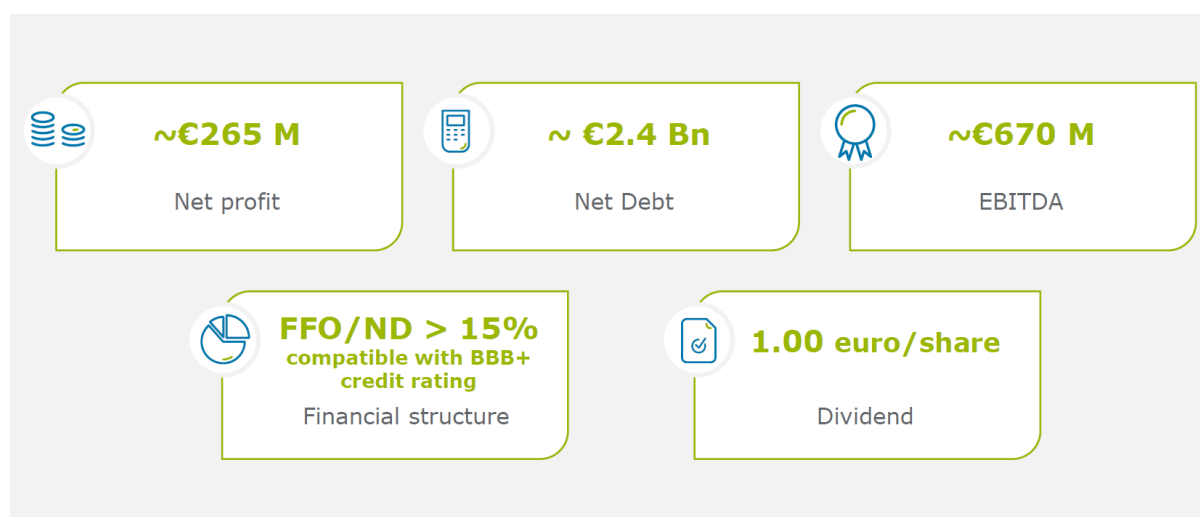 ~€265 M
Net profit
~ €2.4 Bn
Net Debt
~€670 M
EBITDA
FFO/ND > 15%
compatible with BBB+
credit rating
Financial structure
1.00 euro/share
Dividend